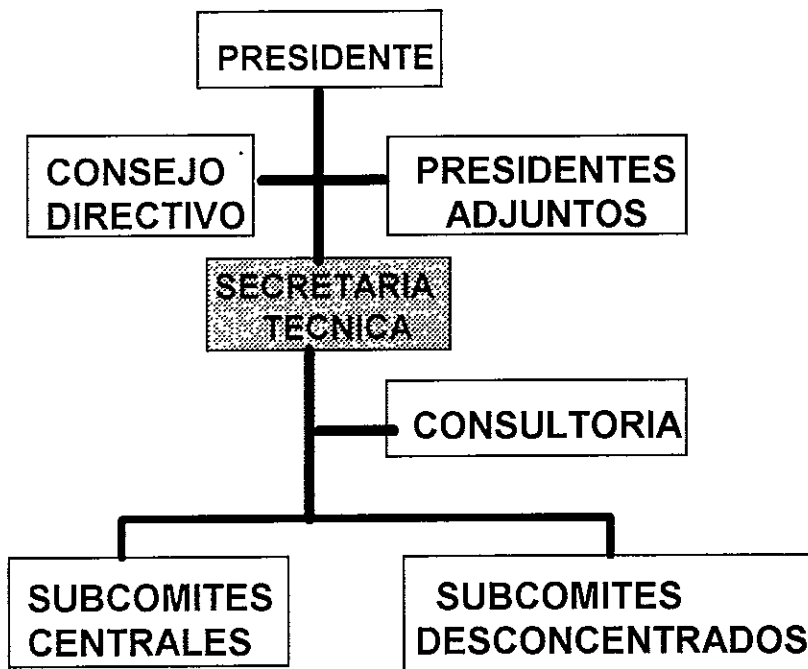 PRESIDENTE
CONSEJO
DIRECTIVO
PRESIDENTES
ADJUNTOS
SECRETARIA
TECNICA
CONSULTORIA
SUBCOMITES
CENTRALES
SUBCOMITES
DESCONCENTRADOS